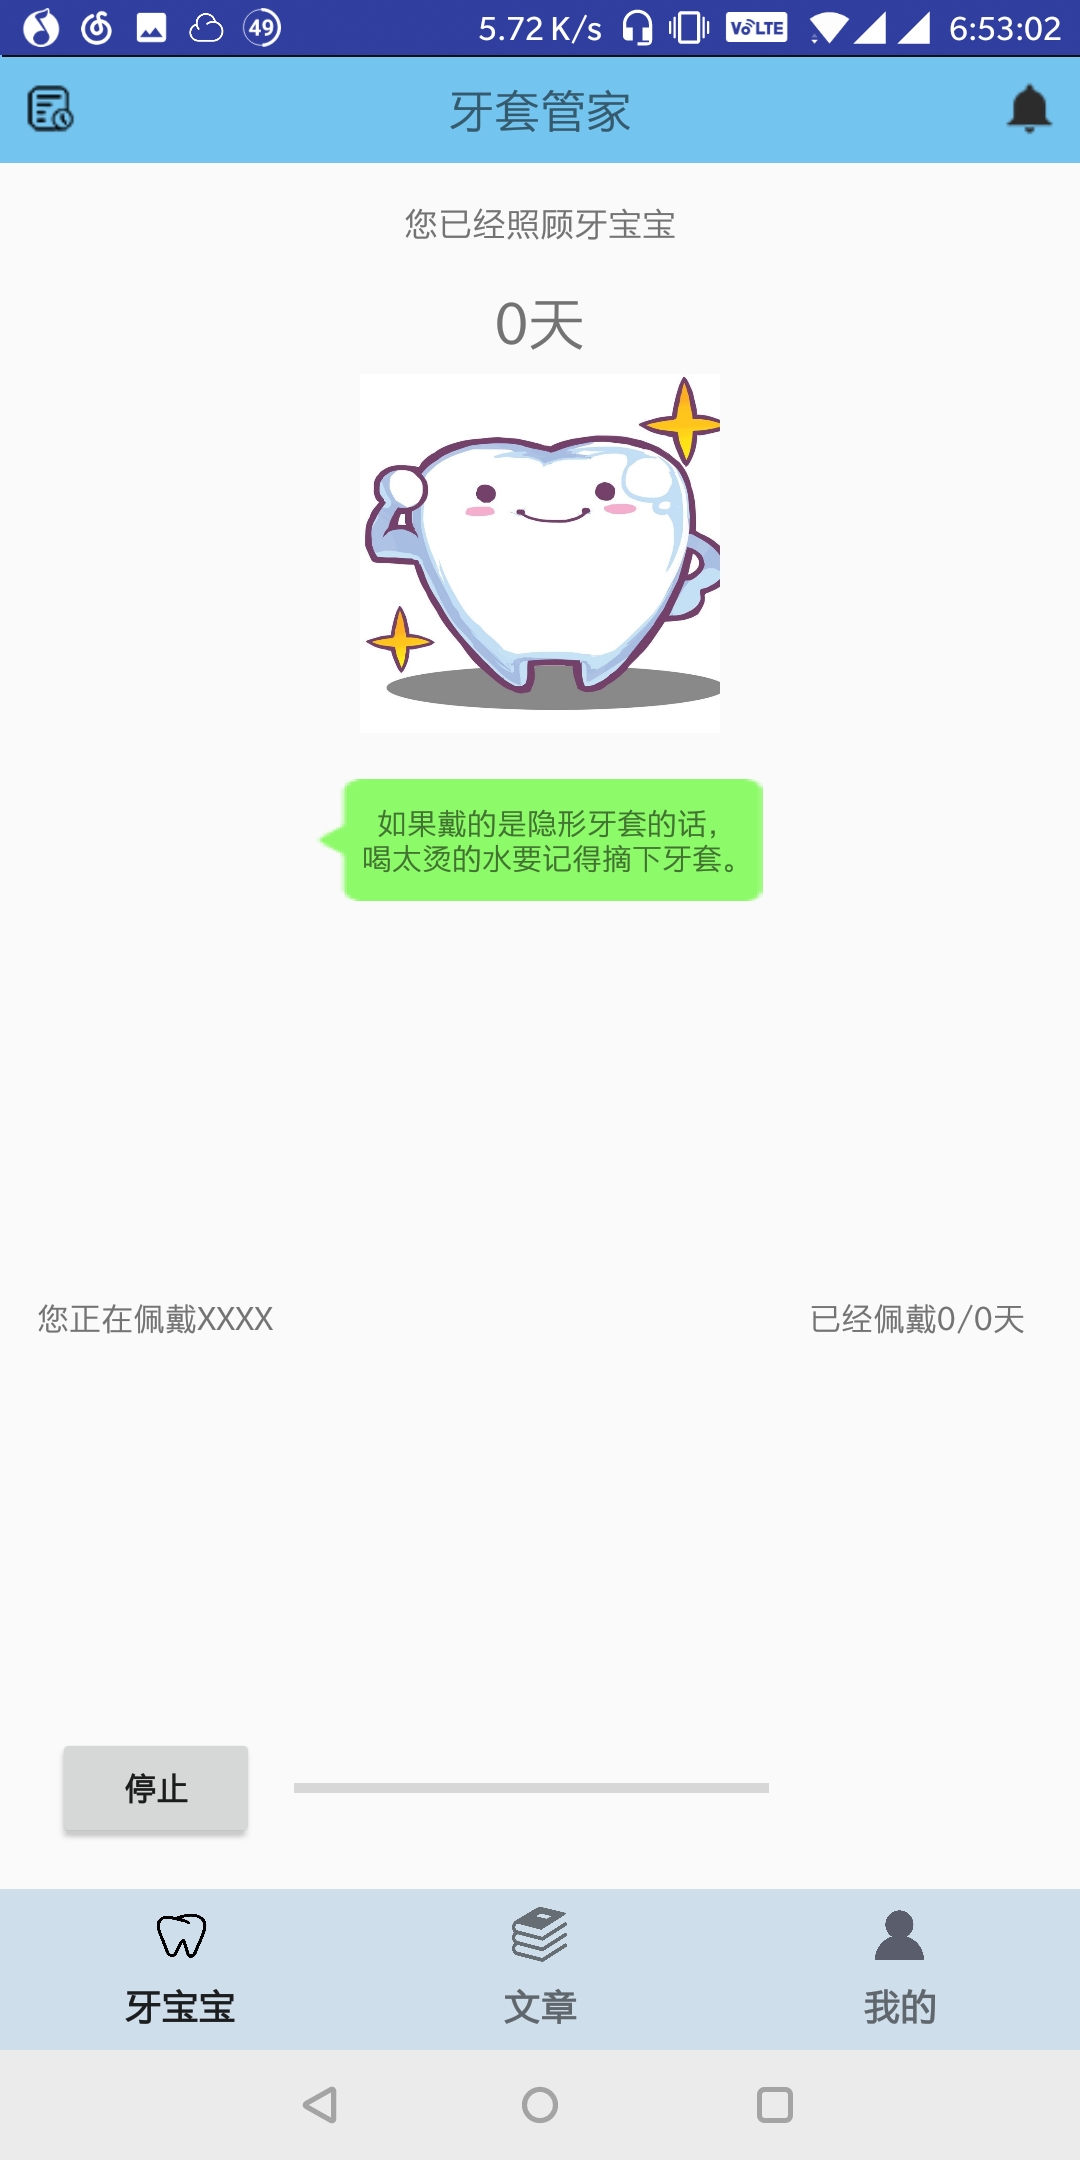 49 5.72 K/s VoLTE 6:53:02
牙套管家
您已经照顾牙宝宝
0天
如果戴的是隐形牙套的话，
喝太烫的水要记得摘下牙套。
您正在佩戴XXXX 已经佩戴0/0天
停止
牙宝宝 文章 我的